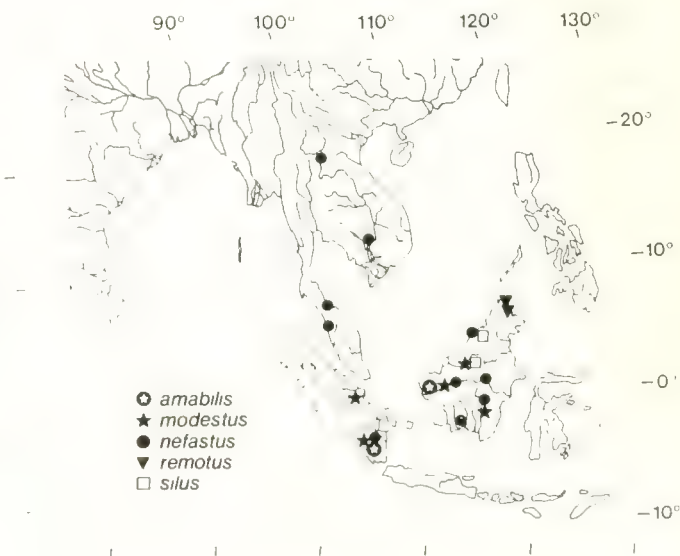 90° 100° 110° 120° 130°
–20°
–10°
–0°
–10°
amabilis
modestus
nefastus
remotus
silus